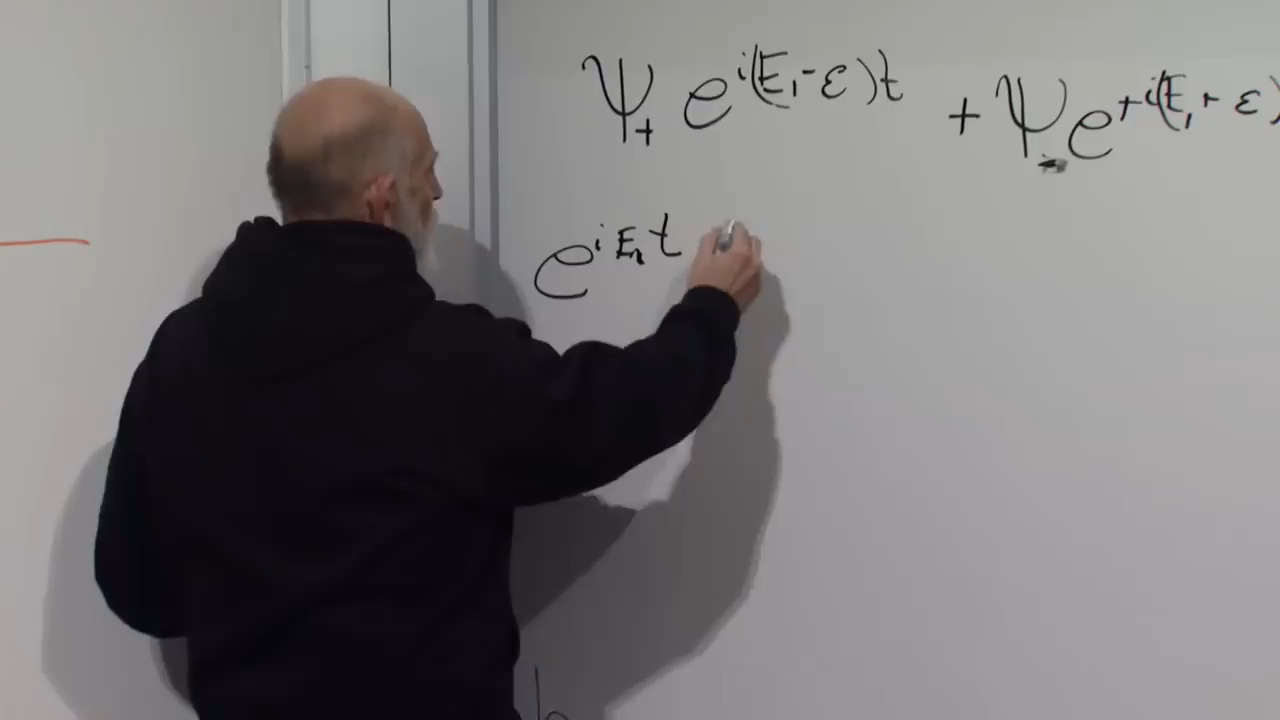 Ψ₊ e^{i(E₁-ε)t} + Ψ₋ e^{+i(E₁+ε)
e^{iE₁t}
h